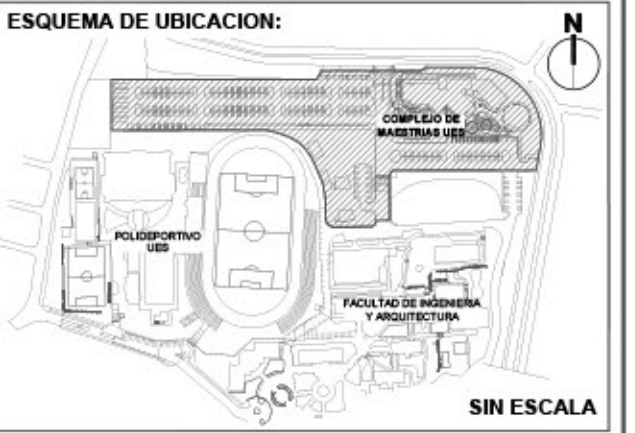 ESQUEMA DE UBICACION:
N
COMPLEJO DE
MAESTRIAS UES
POLIDEPORTIVO
UES
FACULTAD DE INGENIERIA
Y ARQUITECTURA
SIN ESCALA